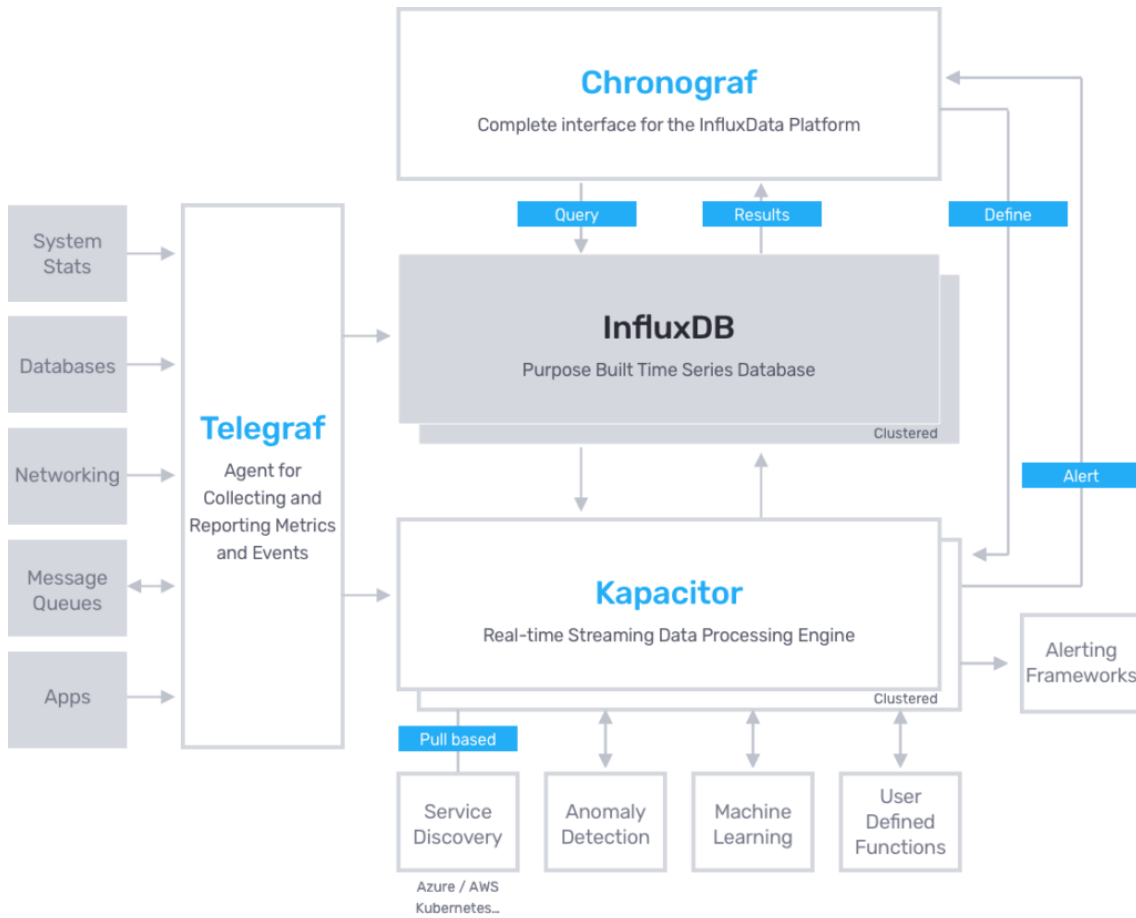 Chronograf
Complete interface for the InfluxData Platform
Query
Results
Define
System
Stats
Databases
Networking
Message
Queues
Apps
Telegraf
Agent for
Collecting and
Reporting Metrics
and Events
InfluxDB
Purpose Built Time Series Database
Clustered
Alert
Kapacitor
Real-time Streaming Data Processing Engine
Clustered
Alerting
Frameworks
Pull based
Service
Discovery
Anomaly
Detection
Machine
Learning
User
Defined
Functions
Azure / AWS
Kubernetes...